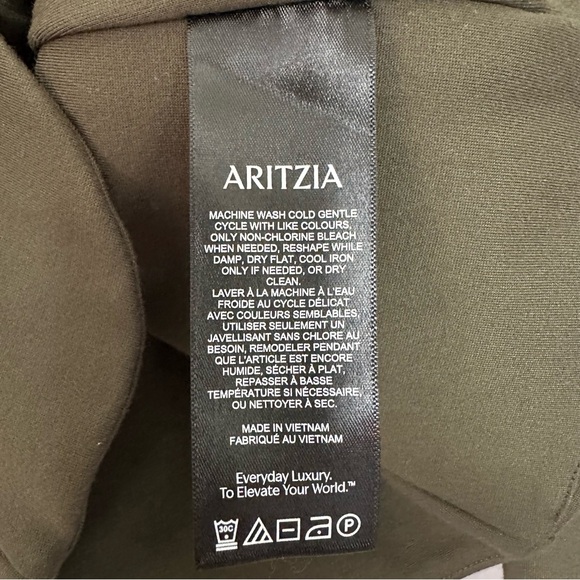 ARITZIA
MACHINE WASH COLD GENTLE
CYCLE WITH LIKE COLOURS,
ONLY NON-CHLORINE BLEACH
WHEN NEEDED, RESHAPE WHILE
DAMP, DRY FLAT, COOL IRON
ONLY IF NEEDED, OR DRY
CLEAN.
LAVER À LA MACHINE À L'EAU
FROIDE AU CYCLE DÉLICAT
AVEC COULEURS SEMBLABLES,
UTILISER SEULEMENT UN
JAVELLISANT SANS CHLORE AU
BESOIN, REMODELER PENDANT
QUE L'ARTICLE EST ENCORE
HUMIDE, SÉCHER À PLAT,
REPASSER À BASSE
TEMPÉRATURE SI NÉCESSAIRE,
OU NETTOYER À SEC.
MADE IN VIETNAM
FABRIQUÉ AU VIETNAM
Everyday Luxury.
To Elevate Your World.™
30C P